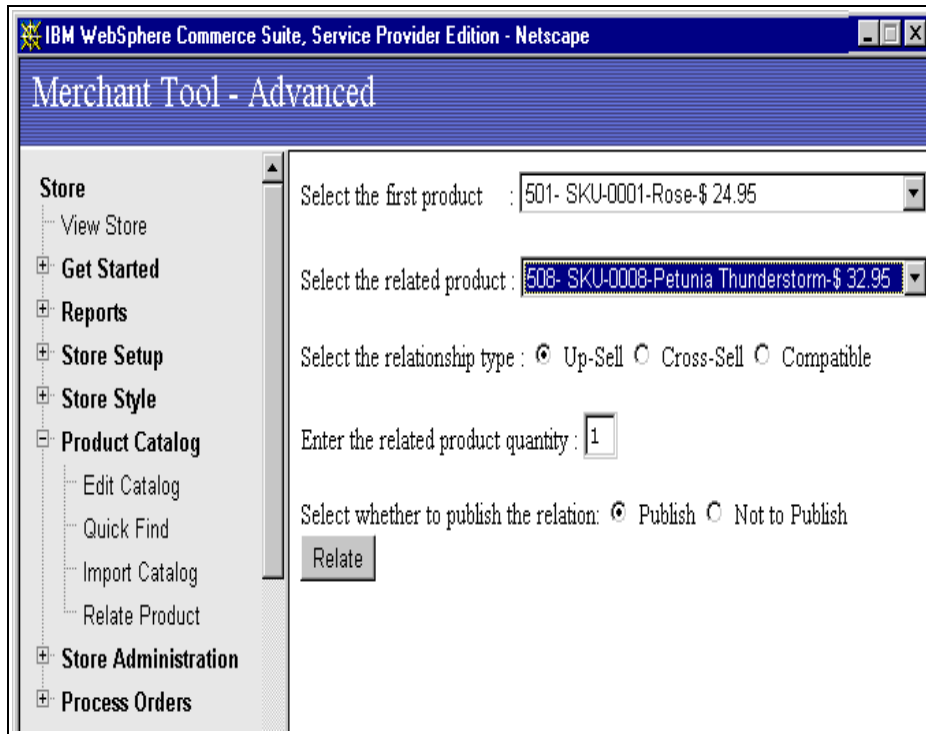 IBM WebSphere Commerce Suite, Service Provider Edition - Netscape
Merchant Tool - Advanced
Store
View Store
Get Started
Reports
Store Setup
Store Style
Product Catalog
Edit Catalog
Quick Find
Import Catalog
Relate Product
Store Administration
Process Orders
Select the first product : 501- SKU-0001-Rose-$ 24.95
Select the related product : 508- SKU-0008-Petunia Thunderstorm-$ 32.95
Select the relationship type : Up-Sell Cross-Sell Compatible
Enter the related product quantity : 1
Select whether to publish the relation: Publish Not to Publish
Relate